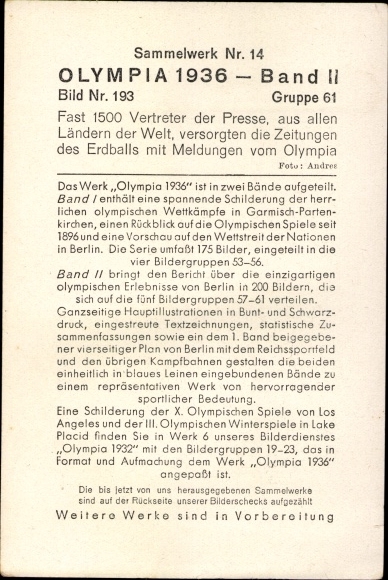 Sammelwerk Nr. 14
OLYMPIA 1936 — Band II
Bild Nr. 193 Gruppe 61
Fast 1500 Vertreter der Presse, aus allen
Ländern der Welt, versorgten die Zeitungen
des Erdballs mit Meldungen vom Olympia
Foto: Andres
Das Werk „Olympia 1936“ ist in zwei Bände aufgeteilt.
Band I enthält eine spannende Schilderung der herr-
lichen olympischen Wettkämpfe in Garmisch-Parten-
kirchen, einen Rückblick auf die Olympischen Spiele seit
1896 und eine Vorschau auf den Wettstreit der Nationen
in Berlin. Die Serie umfaßt 175 Bilder, eingeteilt in die
vier Bildergruppen 53–56.
Band II bringt den Bericht über die einzigartigen
olympischen Erlebnisse von Berlin in 200 Bildern, die
sich auf die fünf Bildergruppen 57–61 verteilen.
Ganzseitige Hauptillustrationen in Bunt- und Schwarz-
druck, eingestreute Textzeichnungen, statistische Zu-
sammenfassungen sowie ein dem 1. Band beigegebe-
ner vierseitiger Plan von Berlin mit dem Reichssportfeld
und den übrigen Kampfbahnen gestalten die beiden
einheitlich in blaues Leinen eingebundenen Bände zu
einem repräsentativen Werk von hervorragender
sportlicher Bedeutung.
Eine Schilderung der X. Olympischen Spiele von Los
Angeles und der III. Olympischen Winterspiele in Lake
Placid finden Sie in Werk 6 unseres Bilderdienstes
„Olympia 1932“ mit den Bildergruppen 19–23, das in
Format und Aufmachung dem Werk „Olympia 1936“
angepaßt ist.
Die bis jetzt von uns herausgegebenen Sammelwerke
sind auf der Rückseite unserer Bilderschecks aufgezählt
Weitere Werke sind in Vorbereitung